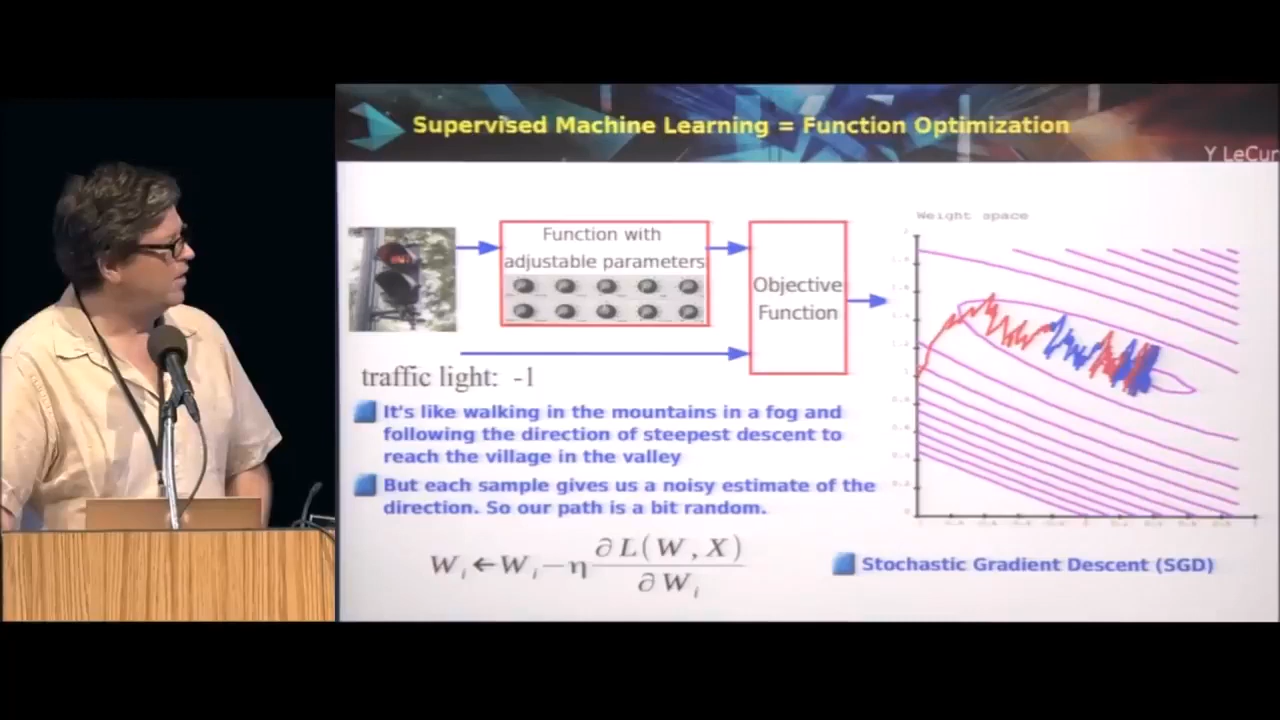 Supervised Machine Learning = Function Optimization
Y LeCun
Weight space
Function with
adjustable parameters
Objective
Function
traffic light: -1
It's like walking in the mountains in a fog and
following the direction of steepest descent to
reach the village in the valley
But each sample gives us a noisy estimate of the
direction. So our path is a bit random.
W_i ← W_i − η ∂L(W, X) / ∂W_i
Stochastic Gradient Descent (SGD)